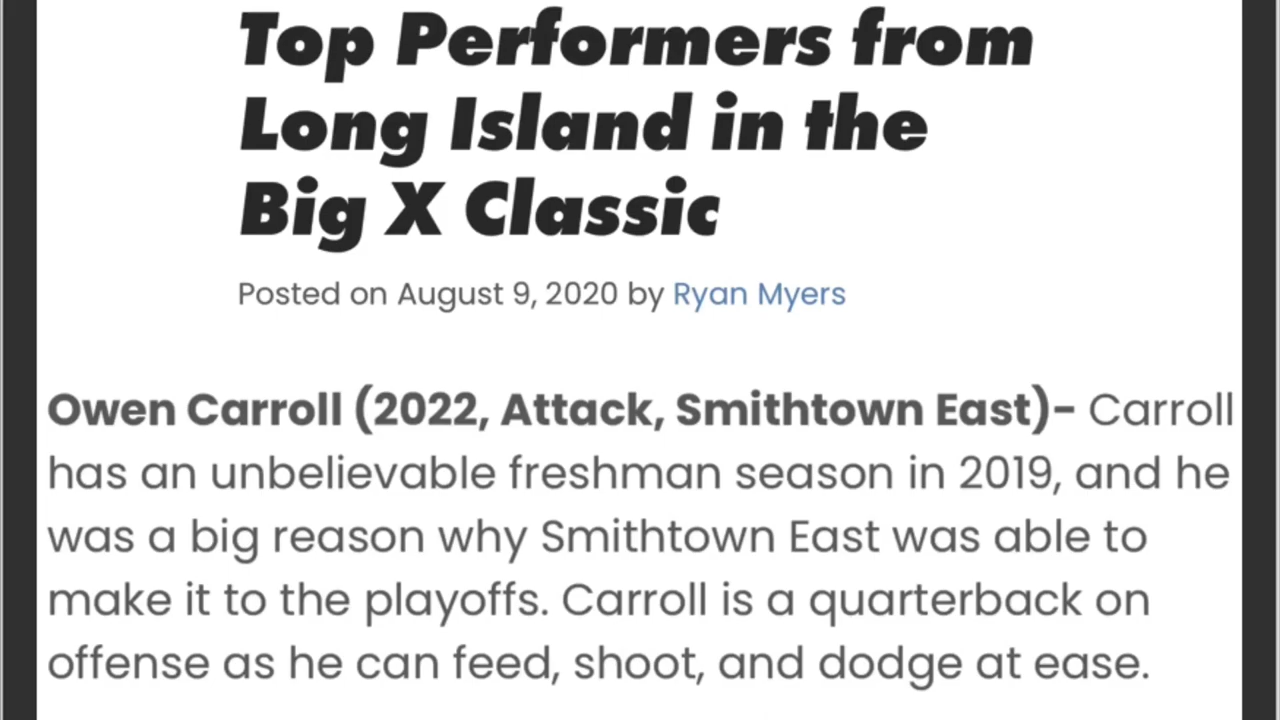 Top Performers from
Long Island in the
Big X Classic
Posted on August 9, 2020 by Ryan Myers
Owen Carroll (2022, Attack, Smithtown East)- Carroll
has an unbelievable freshman season in 2019, and he
was a big reason why Smithtown East was able to
make it to the playoffs. Carroll is a quarterback on
offense as he can feed, shoot, and dodge at ease.